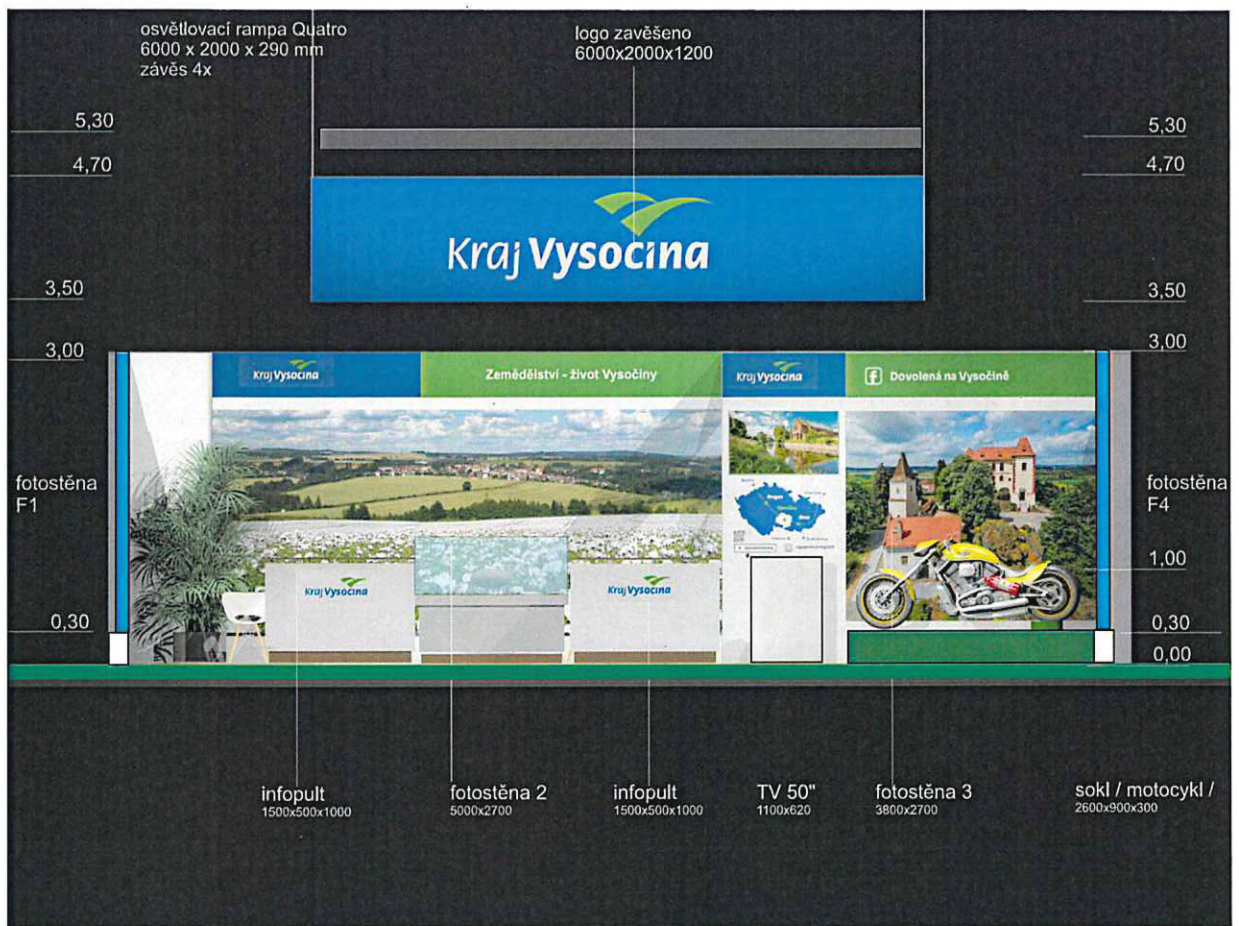 osvětlovací rampa Quatro
6000 x 2000 x 290 mm
závěs 4x
logo zavěšeno
6000x2000x1200
5,30
5,30
4,70
4,70
Kraj Vysočina
3,50
3,50
3,00
3,00
Kraj Vysočina
Zemědělství - život Vysočiny
Kraj Vysočina
f Dovolená na Vysočině
fotostěna
F1
fotostěna
F4
1,00
Kraj Vysočina
Kraj Vysočina
0,30
0,30
0,00
infopult
1500x500x1000
fotostěna 2
5000x2700
infopult
1500x500x1000
TV 50"
1100x620
fotostěna 3
3800x2700
sokl / motocykl /
2600x900x300